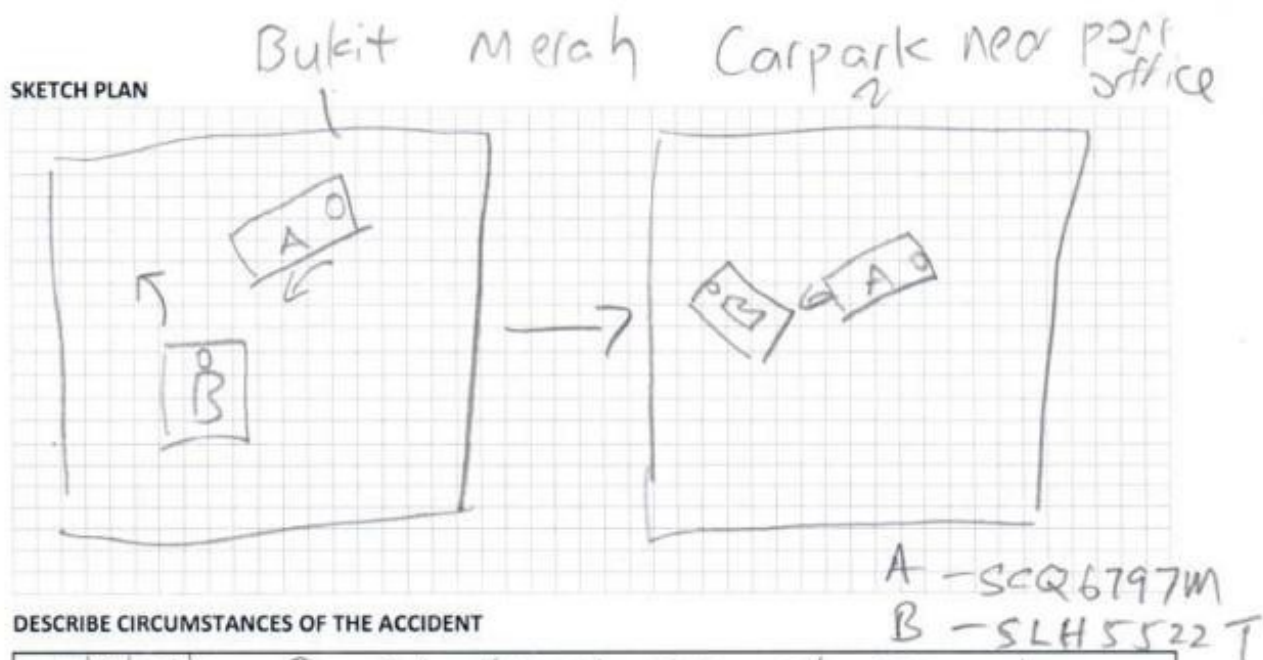 Bukit Merah Carpark near post office
SKETCH PLAN
A
B
B
A
A - SCQ6797M
B - SLH5522T
DESCRIBE CIRCUMSTANCES OF THE ACCIDENT